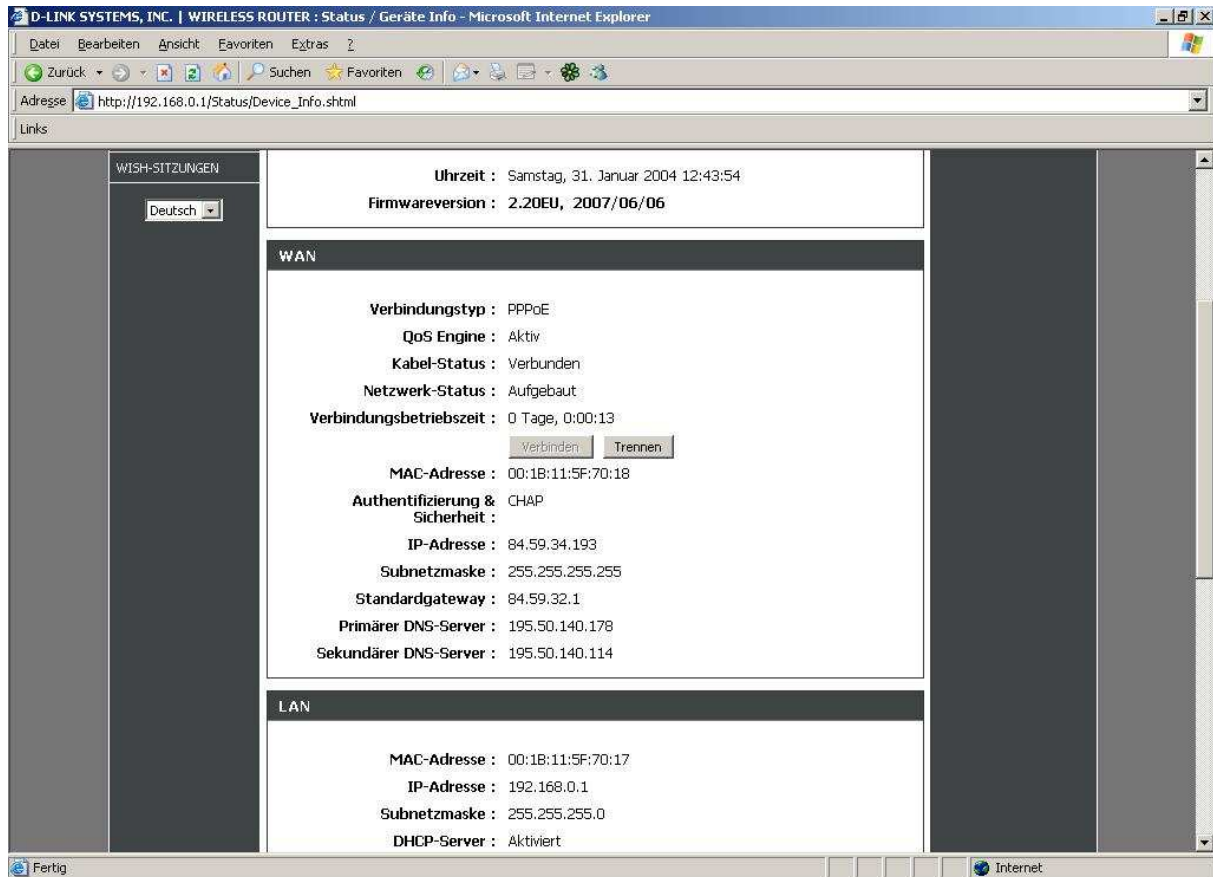 D-LINK SYSTEMS, INC. | WIRELESS ROUTER : Status / Geräte Info - Microsoft Internet Explorer
Datei Bearbeiten Ansicht Favoriten Extras ?
Zurück Suchen Favoriten
Adresse http://192.168.0.1/Status/Device_Info.shtml
Links
WISH-SITZUNGEN
Deutsch
Uhrzeit : Samstag, 31. Januar 2004 12:43:54
Firmwareversion : 2.20EU, 2007/06/06
WAN
Verbindungstyp : PPPoE
QoS Engine : Aktiv
Kabel-Status : Verbunden
Netzwerk-Status : Aufgebaut
Verbindungsbetriebszeit : 0 Tage, 0:00:13
Verbinden Trennen
MAC-Adresse : 00:1B:11:5F:70:18
Authentifizierung & CHAP
Sicherheit :
IP-Adresse : 84.59.34.193
Subnetzmaske : 255.255.255.255
Standardgateway : 84.59.32.1
Primärer DNS-Server : 195.50.140.178
Sekundärer DNS-Server : 195.50.140.114
LAN
MAC-Adresse : 00:1B:11:5F:70:17
IP-Adresse : 192.168.0.1
Subnetzmaske : 255.255.255.0
DHCP-Server : Aktiviert
Fertig
Internet